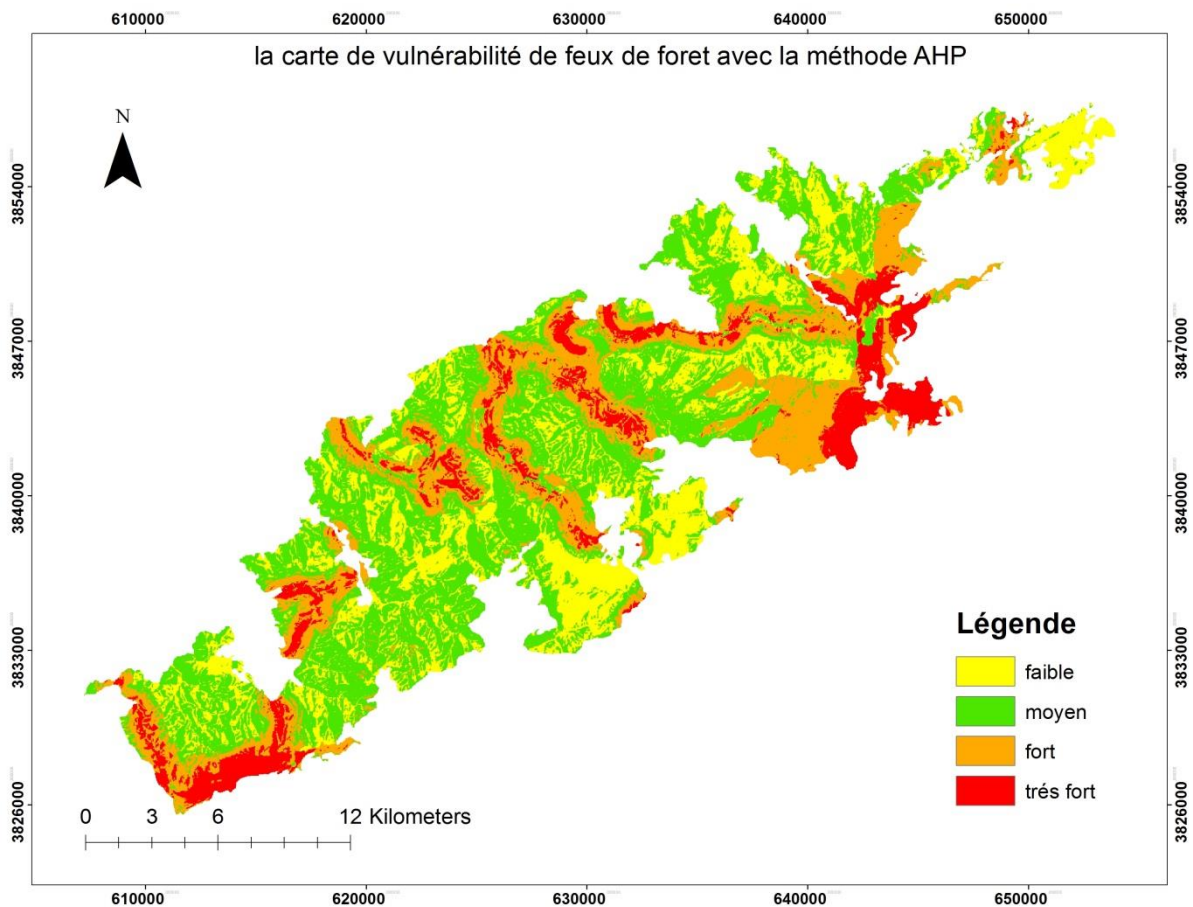 610000 620000 630000 640000 650000
la carte de vulnérabilité de feux de foret avec la méthode AHP
N
3854000 3854000
3847000 3847000
3840000 3840000
3833000 3833000
3826000 3826000
Légende
faible
moyen
fort
trés fort
0 3 6 12 Kilometers
610000 620000 630000 640000 650000